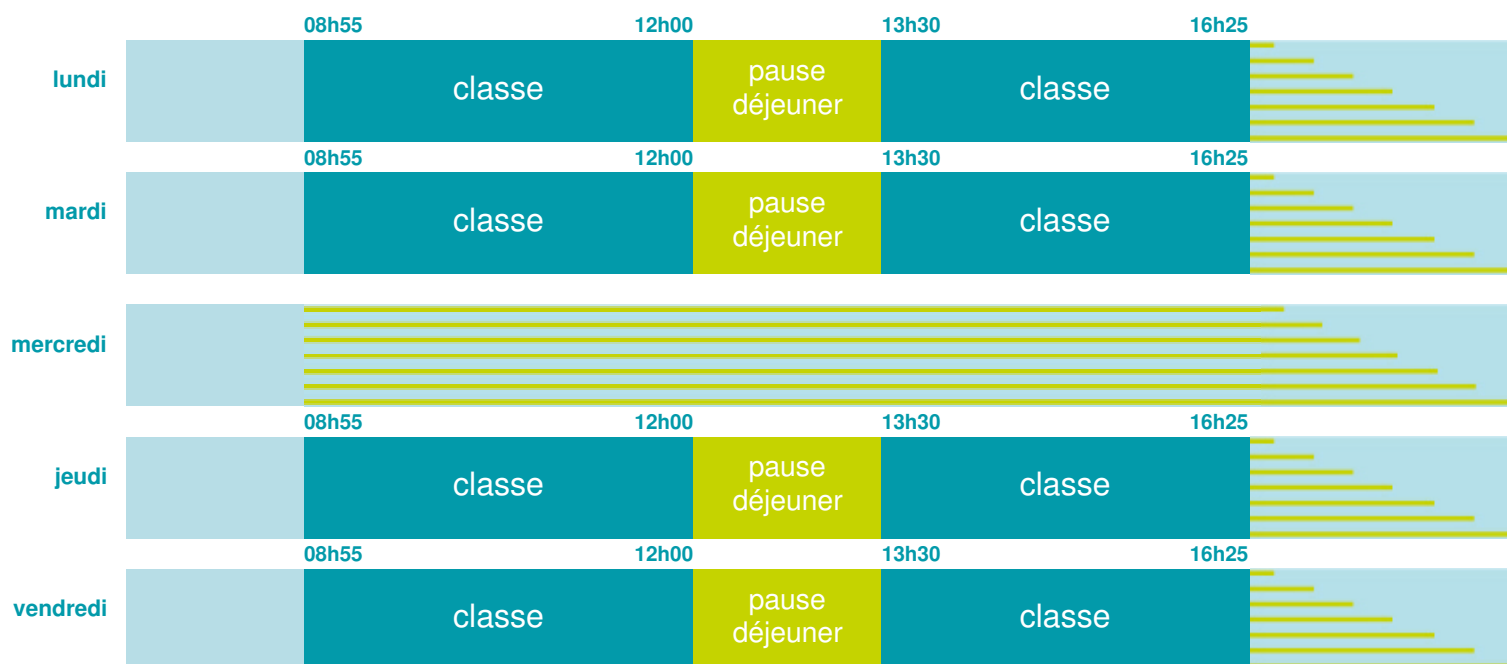 08h55 12h00 13h30 16h25
lundi classe pause déjeuner classe
08h55 12h00 13h30 16h25
mardi classe pause déjeuner classe
mercredi
08h55 12h00 13h30 16h25
jeudi classe pause déjeuner classe
08h55 12h00 13h30 16h25
vendredi classe pause déjeuner classe